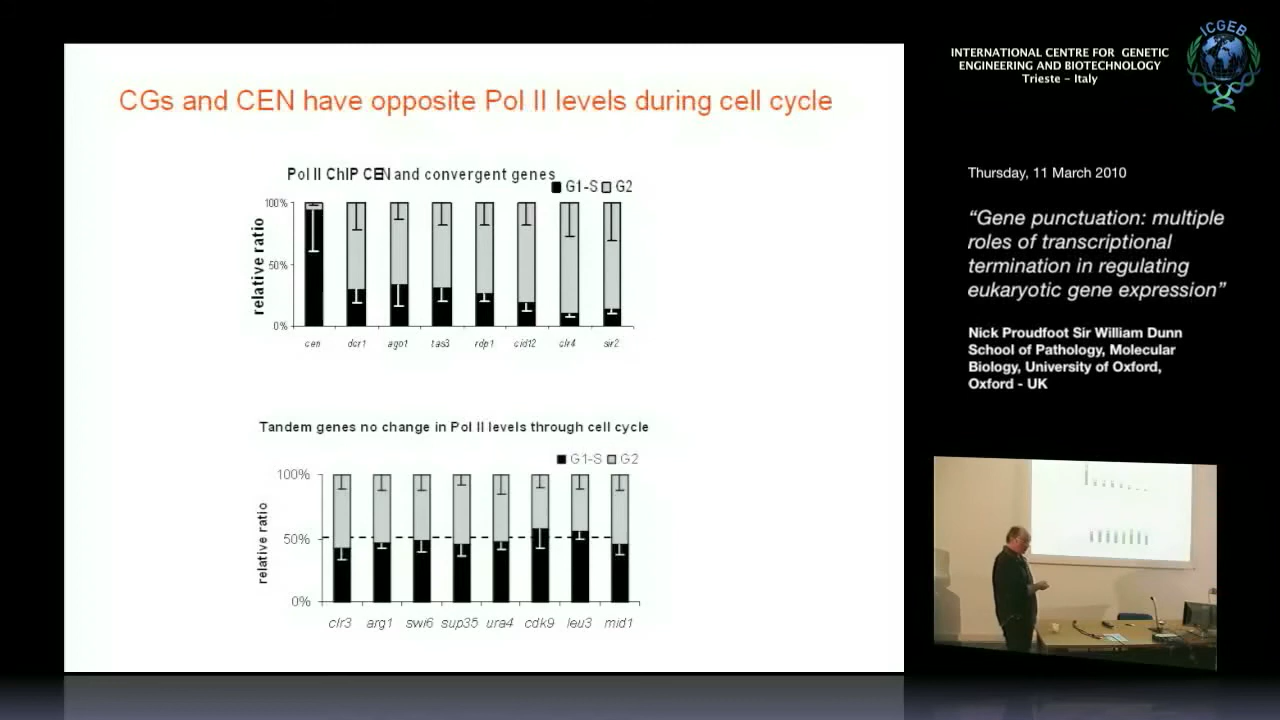 CGs and CEN have opposite Pol II levels during cell cycle
Pol II ChIP CEN and convergent genes
G1-S G2
relative ratio
100%
50%
0%
cen dcr1 ago1 tas3 rdp1 cid12 clr4 sir2
Tandem genes no change in Pol II levels through cell cycle
G1-S G2
relative ratio
100%
50%
0%
clr3 arg1 swi6 sup35 ura4 cdk9 leu3 mid1
INTERNATIONAL CENTRE FOR GENETIC
ENGINEERING AND BIOTECHNOLOGY
Trieste - Italy
ICGEB
Thursday, 11 March 2010
“Gene punctuation: multiple
roles of transcriptional
termination in regulating
eukaryotic gene expression”
Nick Proudfoot Sir William Dunn
School of Pathology, Molecular
Biology, University of Oxford,
Oxford - UK